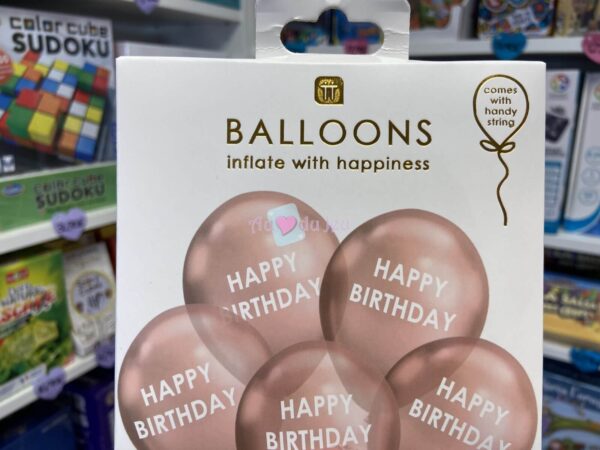 color cube
SUDOKU
color cube
SUDOKU
BALLOONS
inflate with happiness
comes
with
handy
string
HAPPY
BIRTHDAY
HAPPY
BIRTHDAY
HAPPY
BIRTHDAY
HAPPY
BIRTHDAY
HAPPY
BIRTHDAY